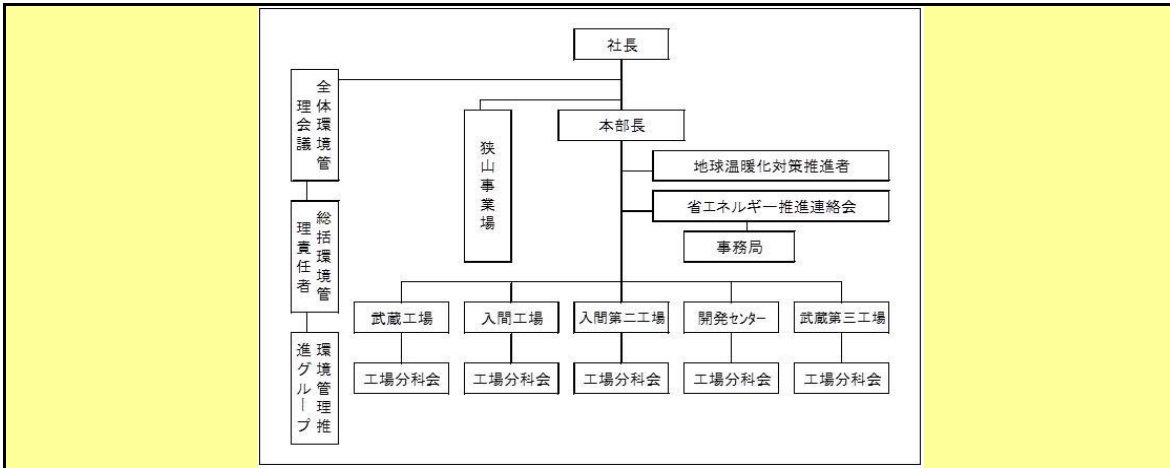 社長
全体環境管
理会議
狭山事業場
本部長
地球温暖化対策推進者
省エネルギー推進連絡会
事務局
総括環境管
理責任者
武蔵工場
入間工場
入間第二工場
開発センター
武蔵第三工場
環境管理推
進グループ
工場分科会
工場分科会
工場分科会
工場分科会
工場分科会